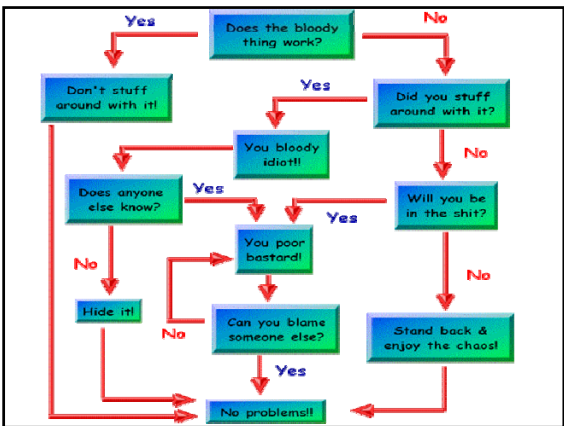 Yes
Does the bloody
thing work?
No
Don't stuff
around with it!
Yes
Did you stuff
around with it?
You bloody
idiot!!
No
Does anyone
else know?
Yes
Yes
Will you be
in the shit?
You poor
bastard!
No
No
Hide it!
No
Can you blame
someone else?
Stand back &
enjoy the chaos!
Yes
No problems!!